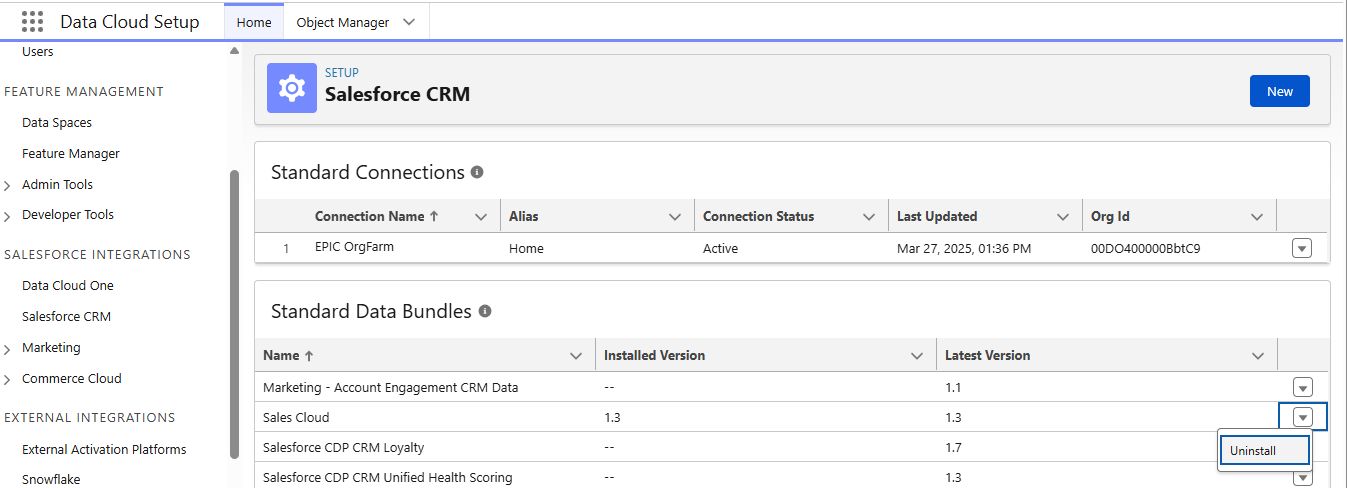 Data Cloud Setup Home Object Manager
Users
FEATURE MANAGEMENT
Data Spaces
Feature Manager
Admin Tools
Developer Tools
SALESFORCE INTEGRATIONS
Data Cloud One
Salesforce CRM
Marketing
Commerce Cloud
EXTERNAL INTEGRATIONS
External Activation Platforms
Snowflake
SETUP
Salesforce CRM
New
Standard Connections
Connection Name Alias Connection Status Last Updated Org Id
1 EPIC OrgFarm Home Active Mar 27, 2025, 01:36 PM 00DO400000BbtC9
Standard Data Bundles
Name Installed Version Latest Version
Marketing - Account Engagement CRM Data -- 1.1
Sales Cloud 1.3 1.3
Salesforce CDP CRM Loyalty -- 1.7
Uninstall
Salesforce CDP CRM Unified Health Scoring -- 1.3